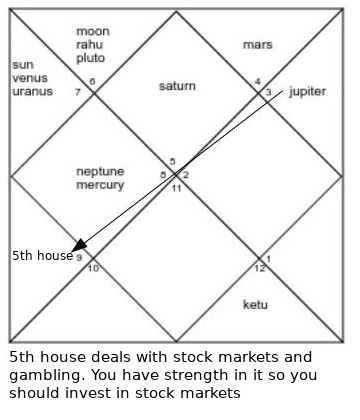 moon
rahu
pluto
mars
sun
venus
uranus
6
7
saturn
4
3
jupiter
neptune
mercury
5
8
2
11
5th house
9
10
1
12
ketu
5th house deals with stock markets and
gambling. You have strength in it so you
should invest in stock markets